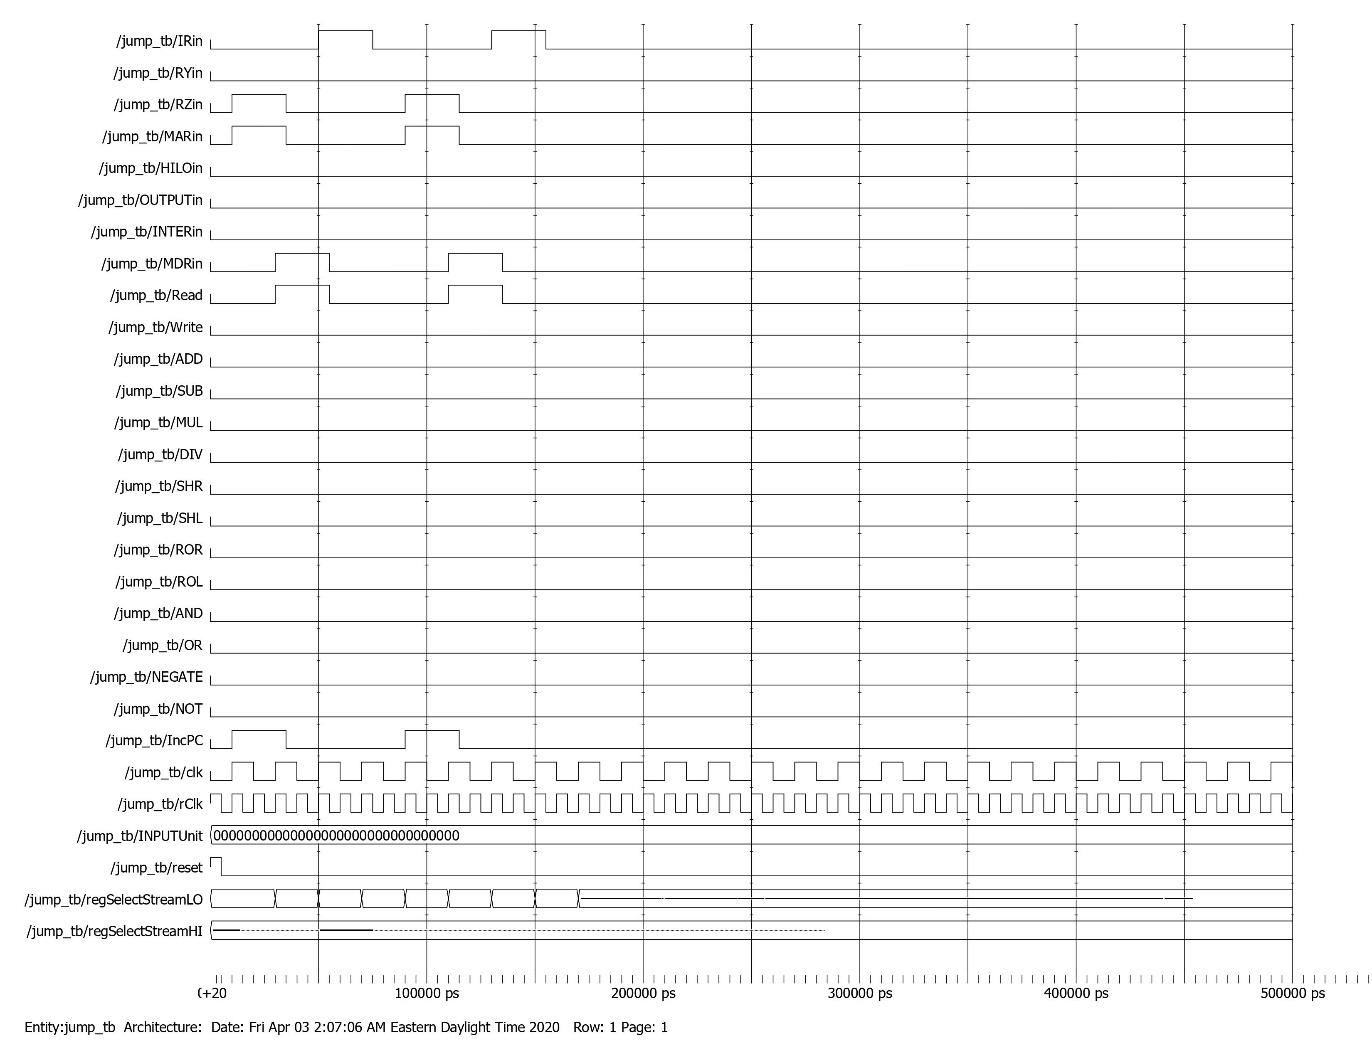 /jump_tb/IRin
/jump_tb/RYin
/jump_tb/RZin
/jump_tb/MARin
/jump_tb/HILOin
/jump_tb/OUTPUTin
/jump_tb/INTERin
/jump_tb/MDRin
/jump_tb/Read
/jump_tb/Write
/jump_tb/ADD
/jump_tb/SUB
/jump_tb/MUL
/jump_tb/DIV
/jump_tb/SHR
/jump_tb/SHL
/jump_tb/ROR
/jump_tb/ROL
/jump_tb/AND
/jump_tb/OR
/jump_tb/NEGATE
/jump_tb/NOT
/jump_tb/IncPC
/jump_tb/clk
/jump_tb/rClk
/jump_tb/INPUTUnit 00000000000000000000000000000000
/jump_tb/reset
/jump_tb/regSelectStreamLO
/jump_tb/regSelectStreamHI
100000 ps 200000 ps 300000 ps 400000 ps 500000 ps
Entity:jump_tb Architecture: Date: Fri Apr 03 2:07:06 AM Eastern Daylight Time 2020 Row: 1 Page: 1